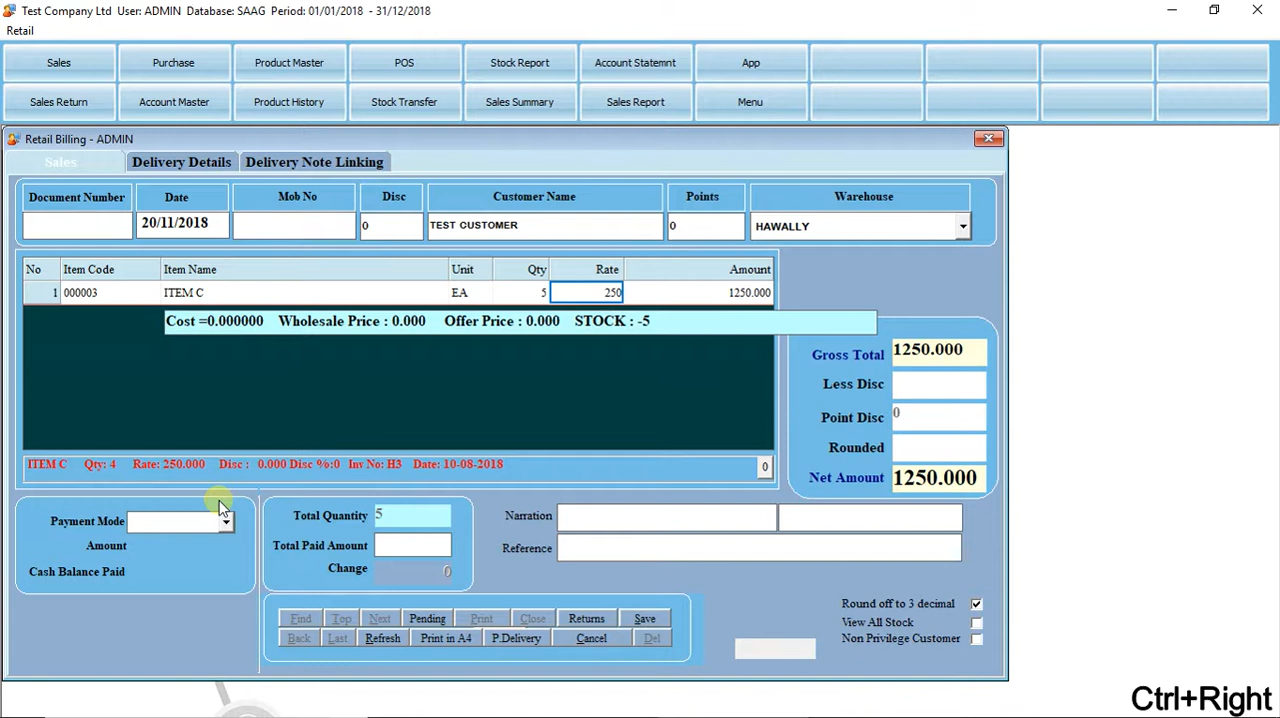 Test Company Ltd User: ADMIN Database: SAAG Period: 01/01/2018 - 31/12/2018
Retail
Sales Purchase Product Master POS Stock Report Account Statemnt App
Sales Return Account Master Product History Stock Transfer Sales Summary Sales Report Menu
Retail Billing - ADMIN
Sales Delivery Details Delivery Note Linking
Document Number Date Mob No Disc Customer Name Points Warehouse
20/11/2018 0 TEST CUSTOMER 0 HAWALLY
No Item Code Item Name Unit Qty Rate Amount
1 000003 ITEM C EA 5 250 1250.000
Cost =0.000000 Wholesale Price : 0.000 Offer Price : 0.000 STOCK : -5
Gross Total 1250.000
Less Disc
Point Disc 0
Rounded
Net Amount 1250.000
ITEM C Qty: 4 Rate: 250.000 Disc : 0.000 Disc %:0 Inv No: H3 Date: 10-08-2018 0
Payment Mode
Amount
Cash Balance Paid
Total Quantity 5
Total Paid Amount
Change 0
Narration
Reference
Find Top Next Pending Print Close Returns Save
Back Last Refresh Print in A4 P.Delivery Cancel Del
Round off to 3 decimal
View All Stock
Non Privilege Customer
Ctrl+Right